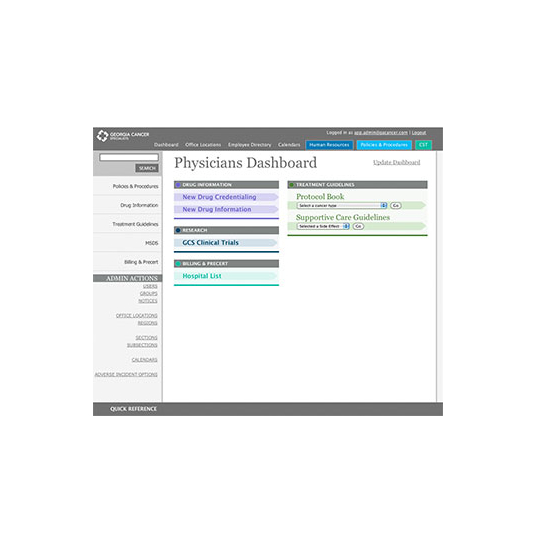 GEORGIA CANCER
SPECIALISTS
Logged in as app.admin@gacancer.com | Logout
Dashboard Office Locations Employee Directory Calendars Human Resources Policies & Procedures CST
SEARCH
Policies & Procedures
Drug Information
Treatment Guidelines
MSDS
Billing & Precert
ADMIN ACTIONS
USERS
GROUPS
NOTICES
OFFICE LOCATIONS
REGIONS
SECTIONS
SUBSECTIONS
CALENDARS
ADVERSE INCIDENT OPTIONS
Physicians Dashboard
Update Dashboard
DRUG INFORMATION
New Drug Credentialing
New Drug Information
RESEARCH
GCS Clinical Trials
BILLING & PRECERT
Hospital List
TREATMENT GUIDELINES
Protocol Book
Select a cancer type Go
Supportive Care Guidelines
Selected a Side Effect Go
QUICK REFERENCE